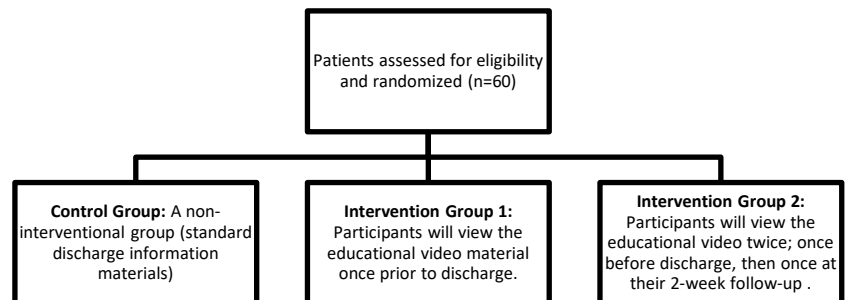 Patients assessed for eligibility
and randomized (n=60)
Control Group: A non-
interventional group (standard
discharge information
materials)
Intervention Group 1:
Participants will view the
educational video material
once prior to discharge.
Intervention Group 2:
Participants will view the
educational video twice; once
before discharge, then once at
their 2-week follow-up .